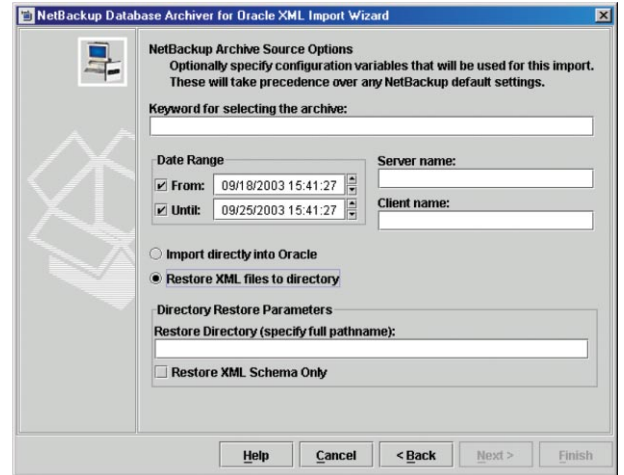 NetBackup Database Archiver for Oracle XML Import Wizard
NetBackup Archive Source Options
Optionally specify configuration variables that will be used for this import.
These will take precedence over any NetBackup default settings.
Keyword for selecting the archive:
Date Range
From: 09/18/2003 15:41:27
Until: 09/25/2003 15:41:27
Server name:
Client name:
Import directly into Oracle
Restore XML files to directory
Directory Restore Parameters
Restore Directory (specify full pathname):
Restore XML Schema Only
Help Cancel < Back Next > Finish